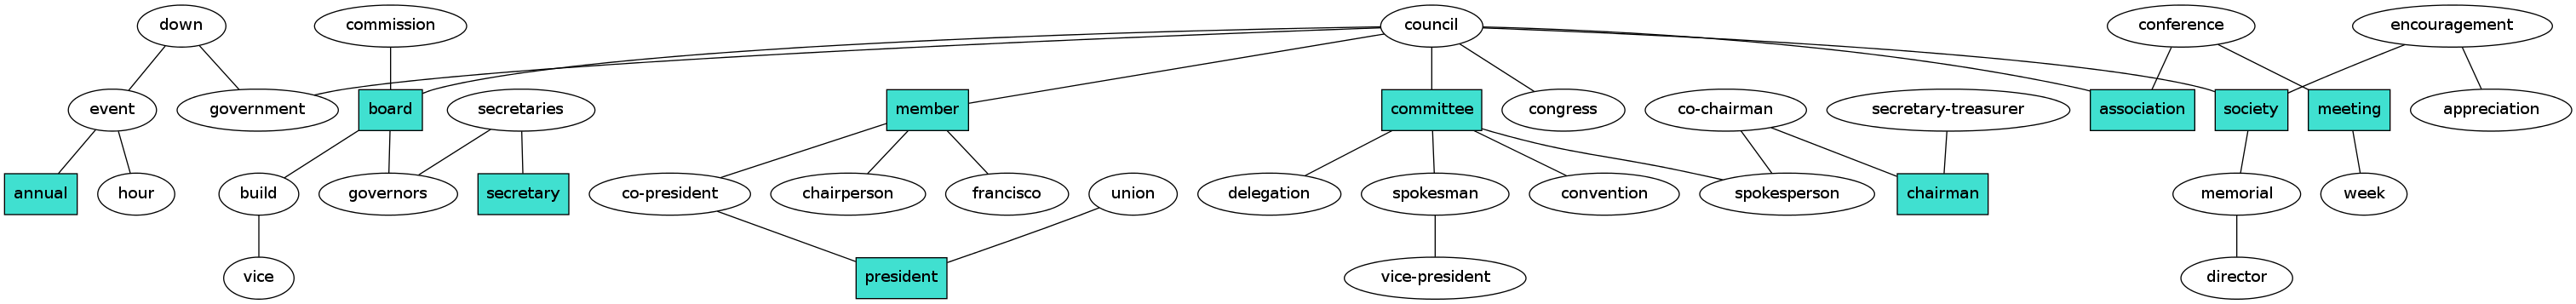 down
commission
council
conference
encouragement
event
government
board
secretaries
member
committee
congress
co-chairman
secretary-treasurer
association
society
meeting
appreciation
annual
hour
build
governors
secretary
co-president
chairperson
francisco
union
delegation
spokesman
convention
spokesperson
chairman
memorial
week
vice
president
vice-president
director